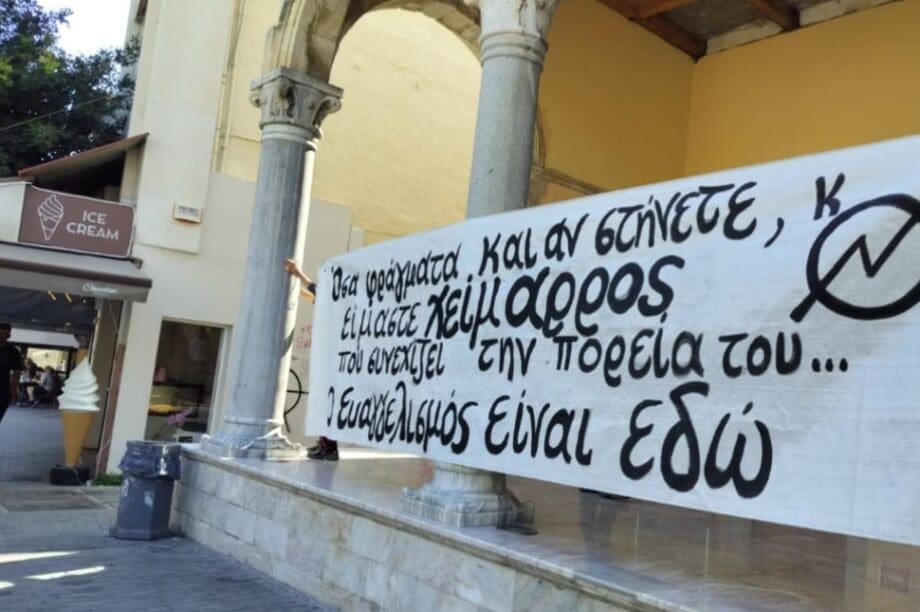 ICE
CREAM
Όσα φράγματα και αν στήνετε, κ
είμαστε χείμαρρος
που συνεχίζει την πορεία του...
Ο Ευαγγελισμός είναι εδώ